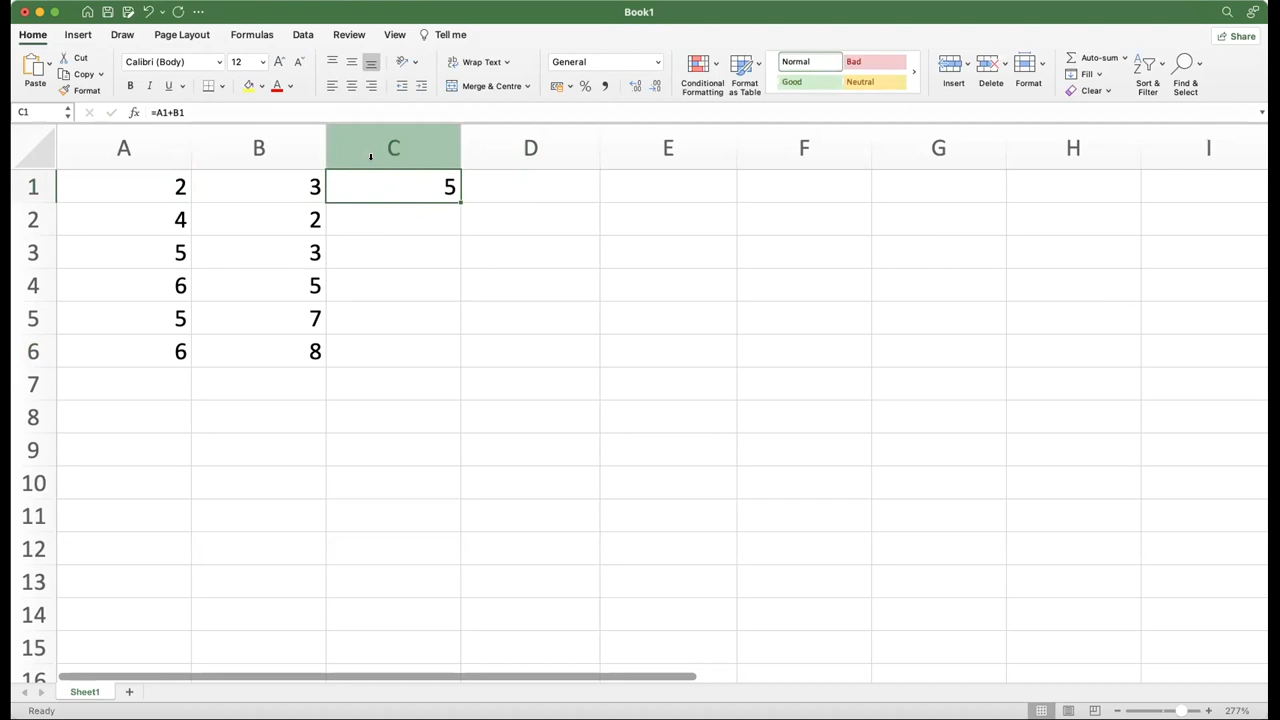 Book1
Home Insert Draw Page Layout Formulas Data Review View Tell me Share
Paste Cut Copy Format
Calibri (Body) 12
B I U A
Wrap Text
Merge & Centre
General
%
Conditional Formatting
Format as Table
Normal Bad
Good Neutral
Insert Delete Format
Auto-sum
Fill
Clear
Sort & Filter
Find & Select
C1 fx =A1+B1
A B C D E F G H I
1 2 3 5
2 4 2
3 5 3
4 6 5
5 5 7
6 6 8
7
8
9
10
11
12
13
14
15
16
Sheet1 +
Ready 277%